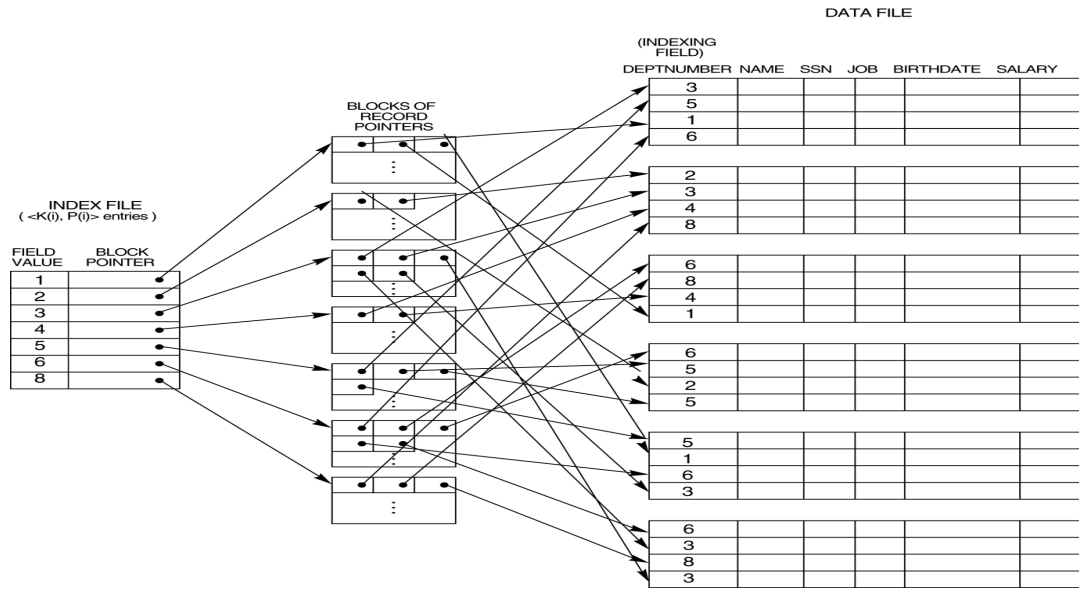 DATA FILE
(INDEXING
FIELD)
DEPTNUMBER NAME SSN JOB BIRTHDATE SALARY
3
5
1
6
2
3
4
8
6
8
4
1
6
5
2
5
5
1
6
3
6
3
8
3
BLOCKS OF
RECORD
POINTERS
INDEX FILE
( <K(i), P(i)> entries )
FIELD
VALUE
BLOCK
POINTER
1
2
3
4
5
6
8